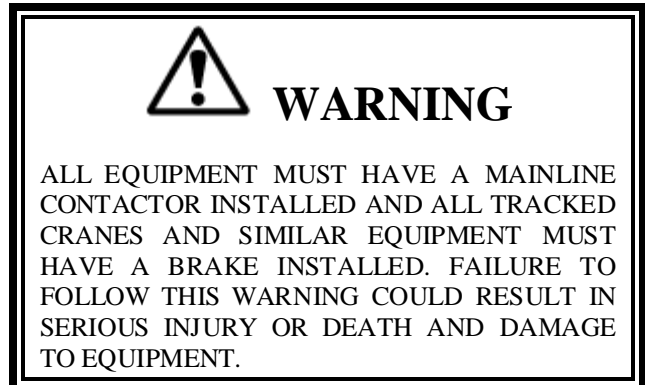 WARNING
ALL EQUIPMENT MUST HAVE A MAINLINE
CONTACTOR INSTALLED AND ALL TRACKED
CRANES AND SIMILAR EQUIPMENT MUST
HAVE A BRAKE INSTALLED. FAILURE TO
FOLLOW THIS WARNING COULD RESULT IN
SERIOUS INJURY OR DEATH AND DAMAGE
TO EQUIPMENT.